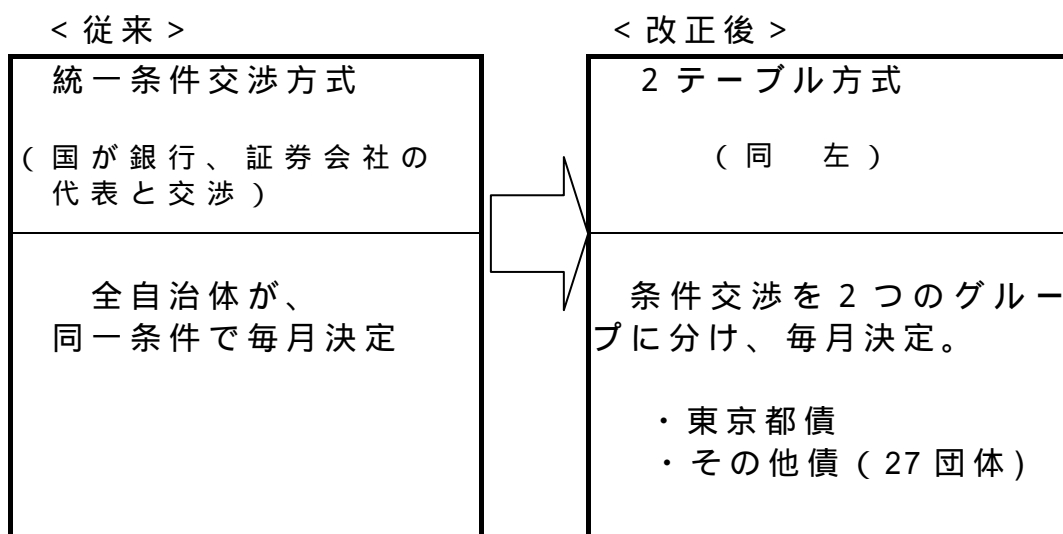 <従来>
統一条件交渉方式
(国が銀行、証券会社の
代表と交渉)
全自治体が、
同一条件で毎月決定
<改正後>
2テーブル方式
(同 左)
条件交渉を2つのグルー
プに分け、毎月決定。
・東京都債
・その他債(27団体)